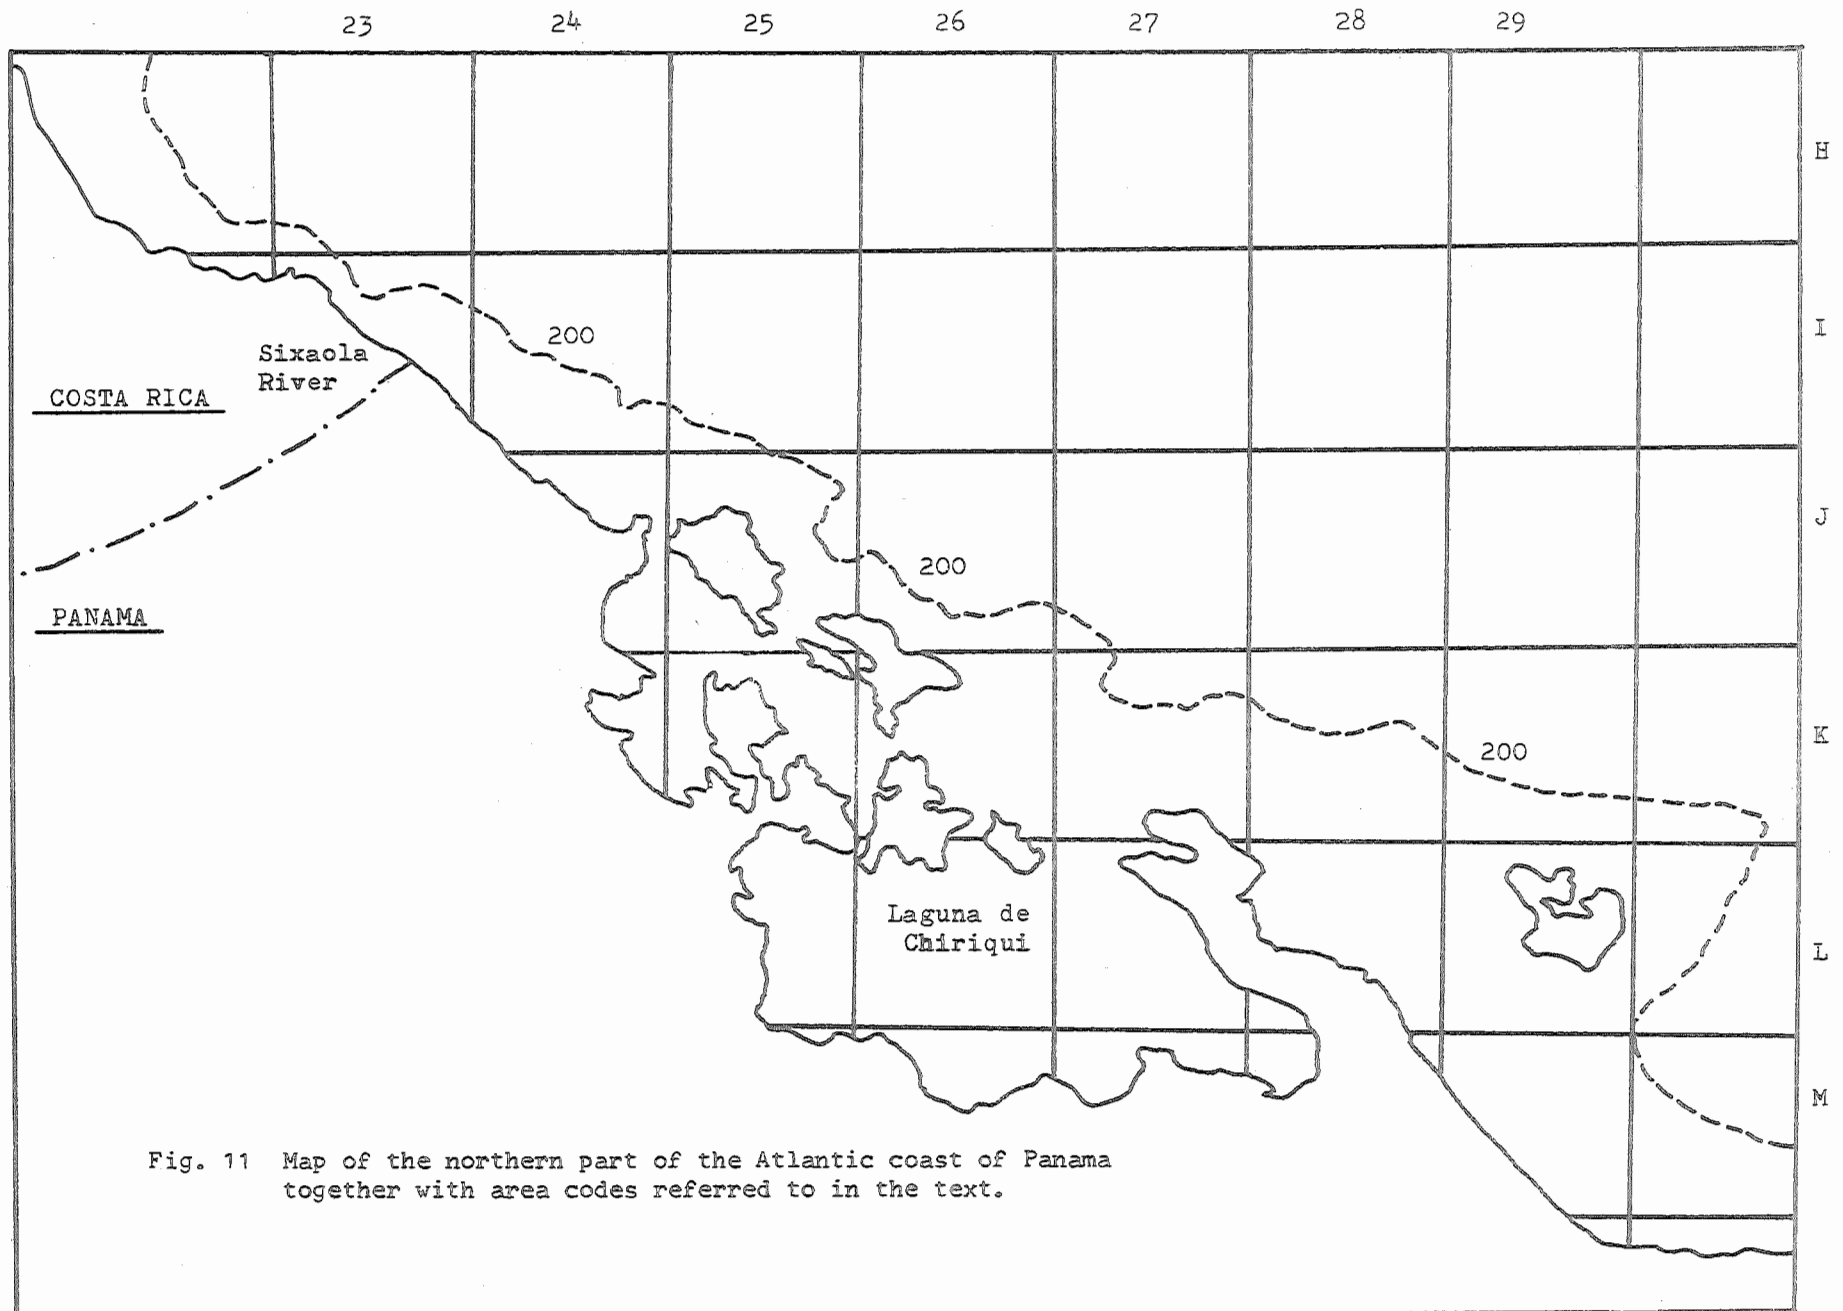 23 24 25 26 27 28 29
H
I
200
Sixaola
River
COSTA RICA
J
200
PANAMA
K
200
Laguna de
Chiriqui
L
M
Fig. 11 Map of the northern part of the Atlantic coast of Panama
together with area codes referred to in the text.